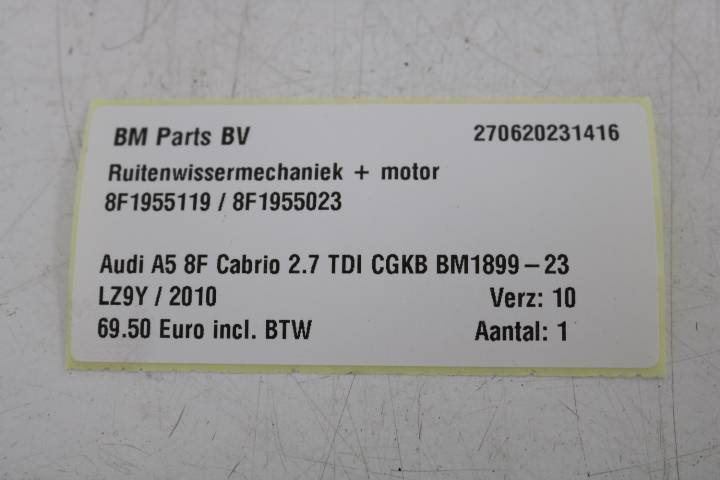 BM Parts BV 270620231416
Ruitenwissermechaniek + motor
8F1955119 / 8F1955023
Audi A5 8F Cabrio 2.7 TDI CGKB BM1899-23
LZ9Y / 2010 Verz: 10
69.50 Euro incl. BTW Aantal: 1